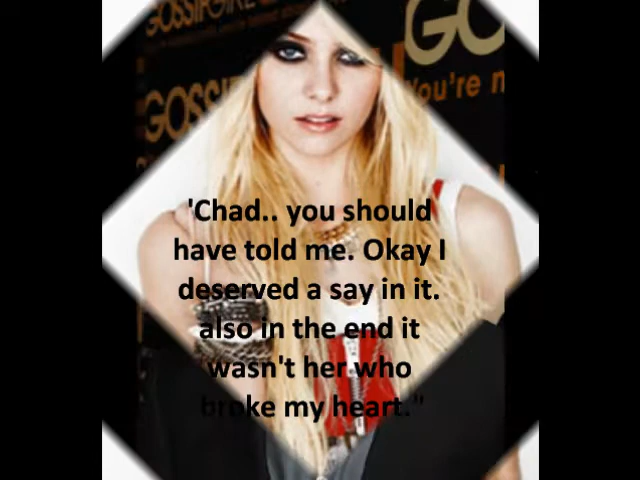 GOSSIPGIRL
GO
You're n
GOSSIP
GOSS
'Chad.. you should
have told me. Okay I
deserved a say in it.
also in the end it
wasn't her who
broke my heart."